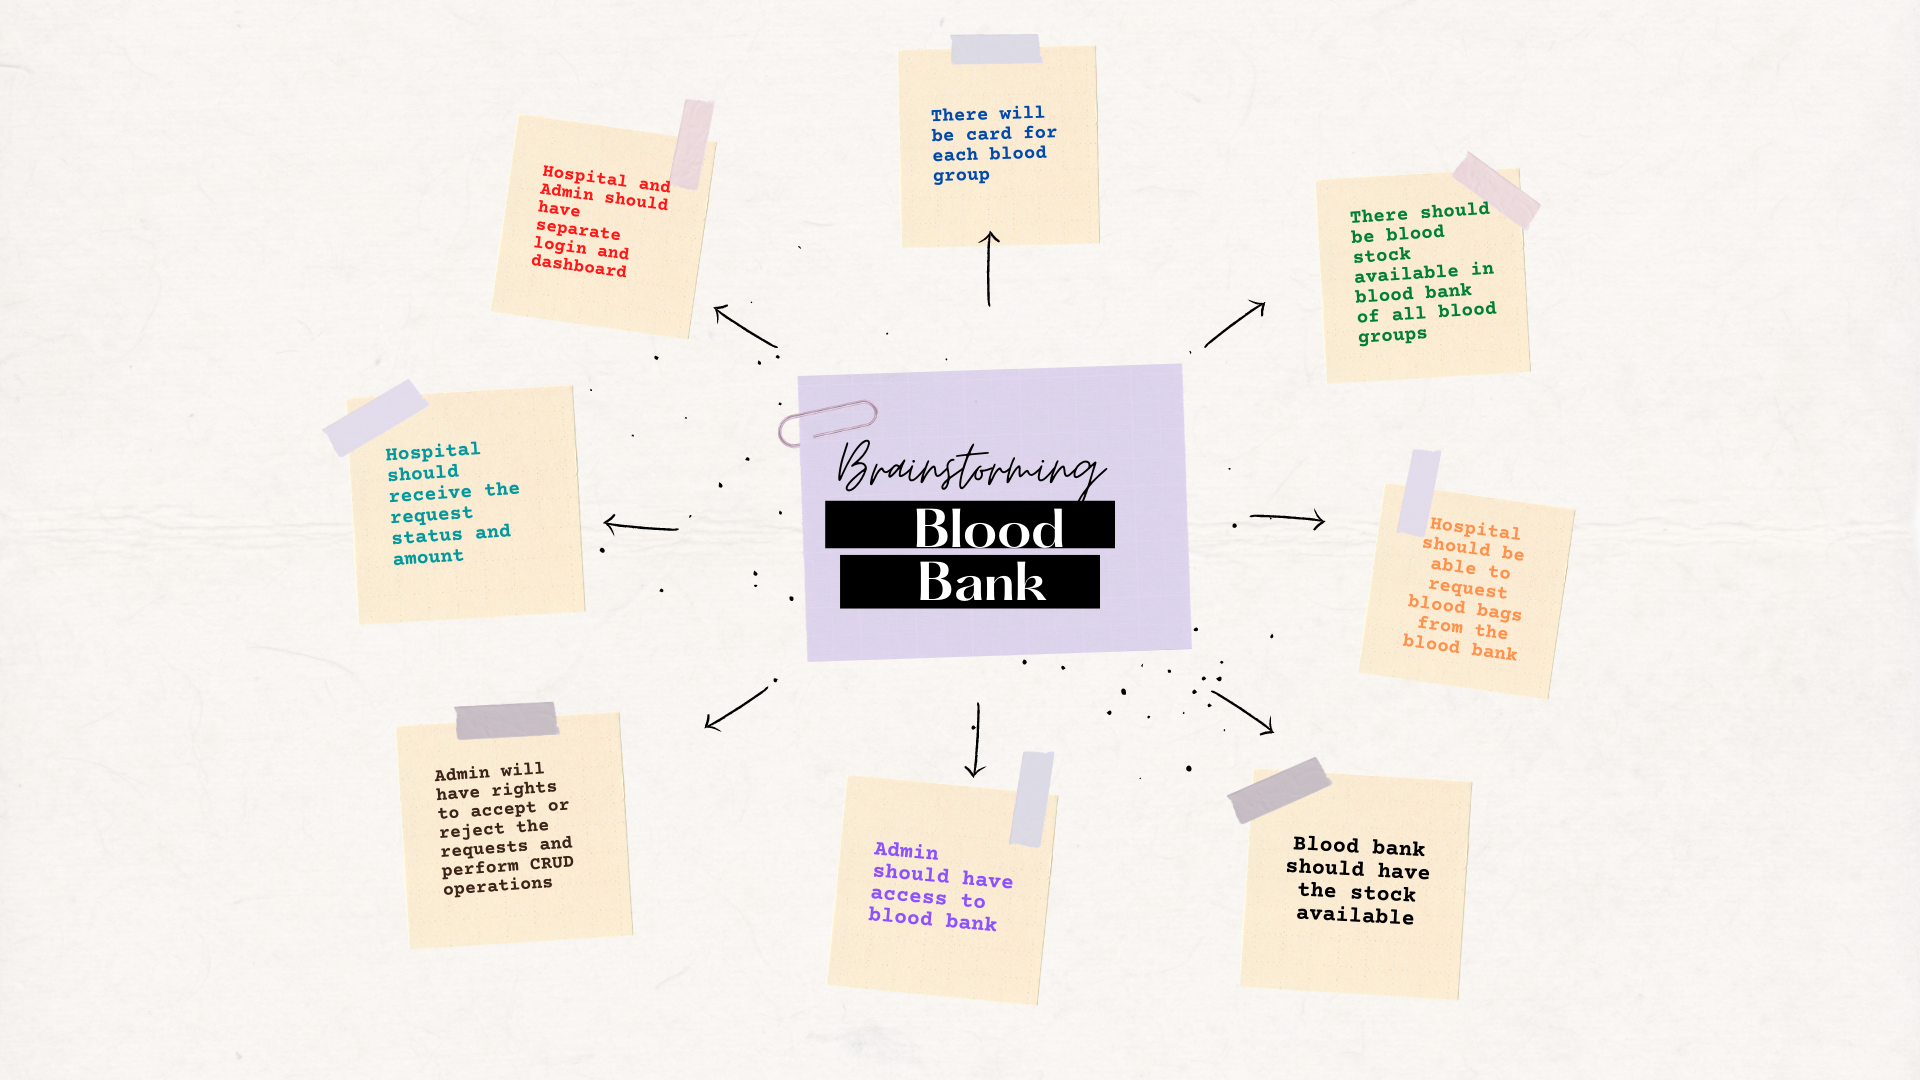 There will
be card for
each blood
group
Hospital and
Admin should
have
separate
login and
dashboard
There should
be blood
stock
available in
blood bank
of all blood
groups
Hospital
should
receive the
request
status and
amount
Brainstorming
Blood
Bank
Hospital
should be
able to
request
blood bags
from the
blood bank
Admin will
have rights
to accept or
reject the
requests and
perform CRUD
operations
Admin
should have
access to
blood bank
Blood bank
should have
the stock
available